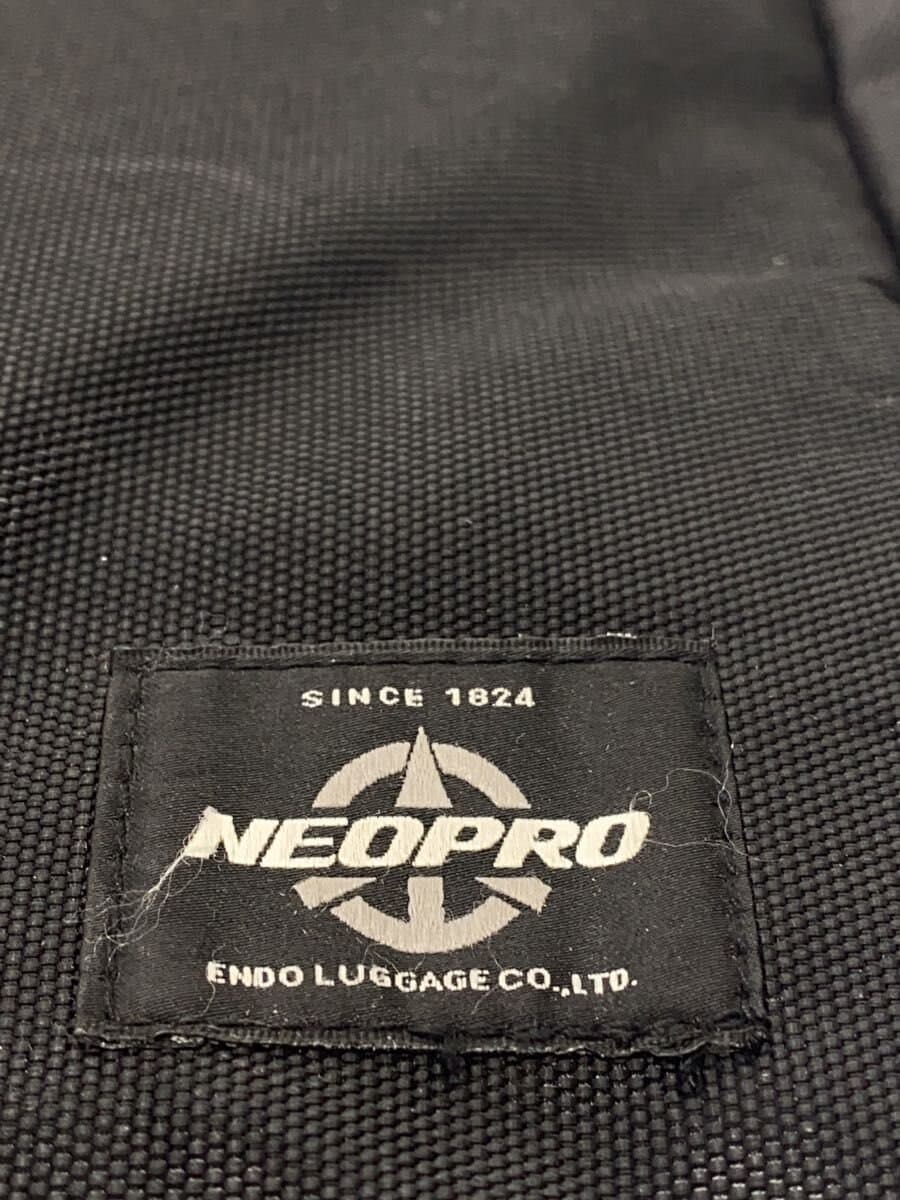 SINCE 1824
NEOPRO
ENDO LUGGAGE CO.,LTD.